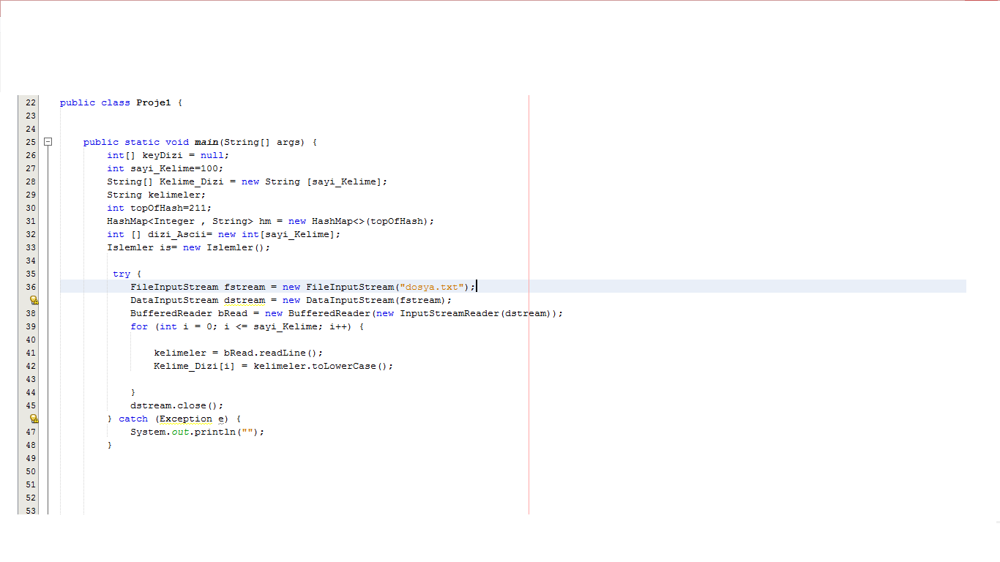 22 public class Proje1 {
23
24
25 public static void main(String[] args) {
26 int[] keyDizi = null;
27 int sayi_Kelime=100;
28 String[] Kelime_Dizi = new String [sayi_Kelime];
29 String kelimeler;
30 int topOfHash=211;
31 HashMap<Integer , String> hm = new HashMap<>(topOfHash);
32 int [] dizi_Ascii= new int[sayi_Kelime];
33 Islemler is= new Islemler();
34
35 try {
36 FileInputStream fstream = new FileInputStream("dosya.txt");
DataInputStream dstream = new DataInputStream(fstream);
38 BufferedReader bRead = new BufferedReader(new InputStreamReader(dstream));
39 for (int i = 0; i <= sayi_Kelime; i++) {
40
41 kelimeler = bRead.readLine();
42 Kelime_Dizi[i] = kelimeler.toLowerCase();
43
44 }
45 dstream.close();
} catch (Exception e) {
47 System.out.println("");
48 }
49
50
51
52
53